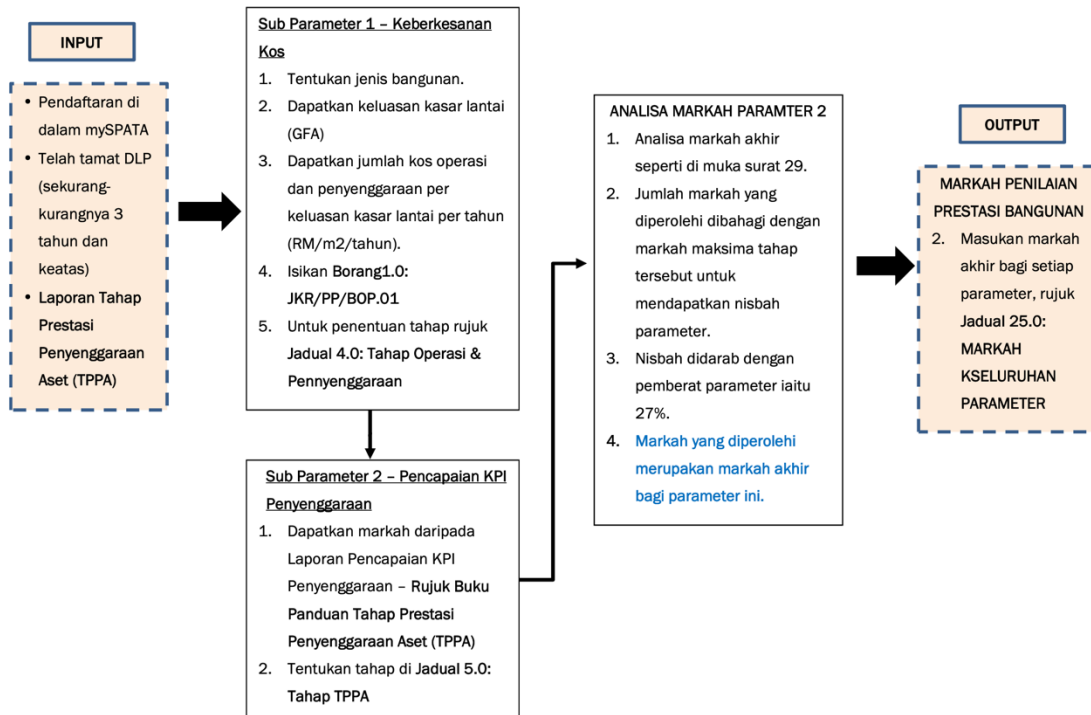 INPUT
• Pendaftaran di
dalam mySPATA
• Telah tamat DLP
(sekurang-
kurangnya 3
tahun dan
keatas)
• Laporan Tahap
Prestasi
Penyenggaraan
Aset (TPPA)
Sub Parameter 1 – Keberkesanan
Kos
1. Tentukan jenis bangunan.
2. Dapatkan keluasan kasar lantai
(GFA)
3. Dapatkan jumlah kos operasi
dan penyenggaraan per
keluasan kasar lantai per tahun
(RM/m2/tahun).
4. Isikan Borang1.0:
JKR/PP/BOP.01
5. Untuk penentuan tahap rujuk
Jadual 4.0: Tahap Operasi &
Pennyenggaraan
Sub Parameter 2 – Pencapaian KPI
Penyenggaraan
1. Dapatkan markah daripada
Laporan Pencapaian KPI
Penyenggaraan – Rujuk Buku
Panduan Tahap Prestasi
Penyenggaraan Aset (TPPA)
2. Tentukan tahap di Jadual 5.0:
Tahap TPPA
ANALISA MARKAH PARAMTER 2
1. Analisa markah akhir
seperti di muka surat 29.
2. Jumlah markah yang
diperolehi dibahagi dengan
markah maksima tahap
tersebut untuk
mendapatkan nisbah
parameter.
3. Nisbah didarab dengan
pemberat parameter iaitu
27%.
4. Markah yang diperolehi
merupakan markah akhir
bagi parameter ini.
OUTPUT
MARKAH PENILAIAN
PRESTASI BANGUNAN
2. Masukan markah
akhir bagi setiap
parameter, rujuk
Jadual 25.0:
MARKAH
KSELURUHAN
PARAMETER